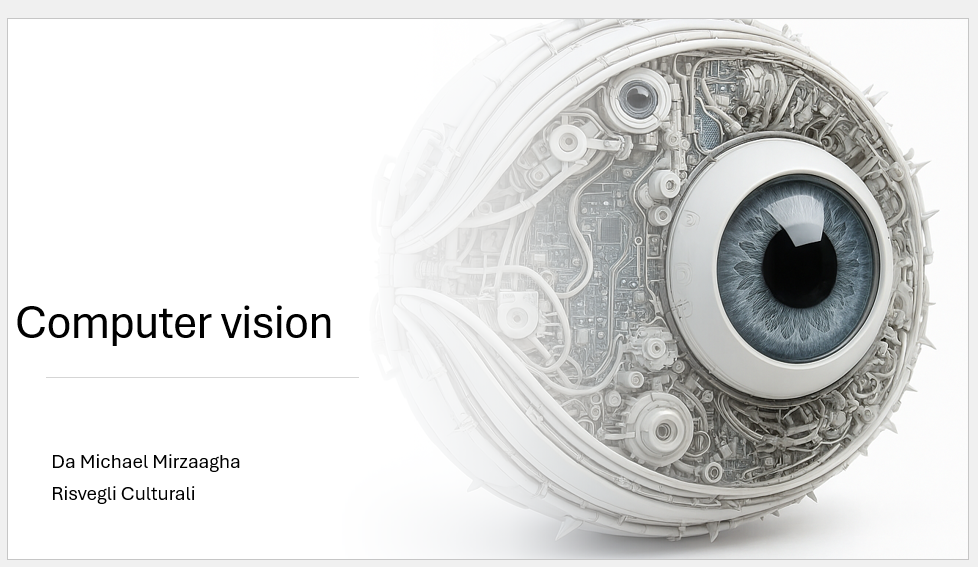 Computer vision
Da Michael Mirzaagha
Risvegli Culturali